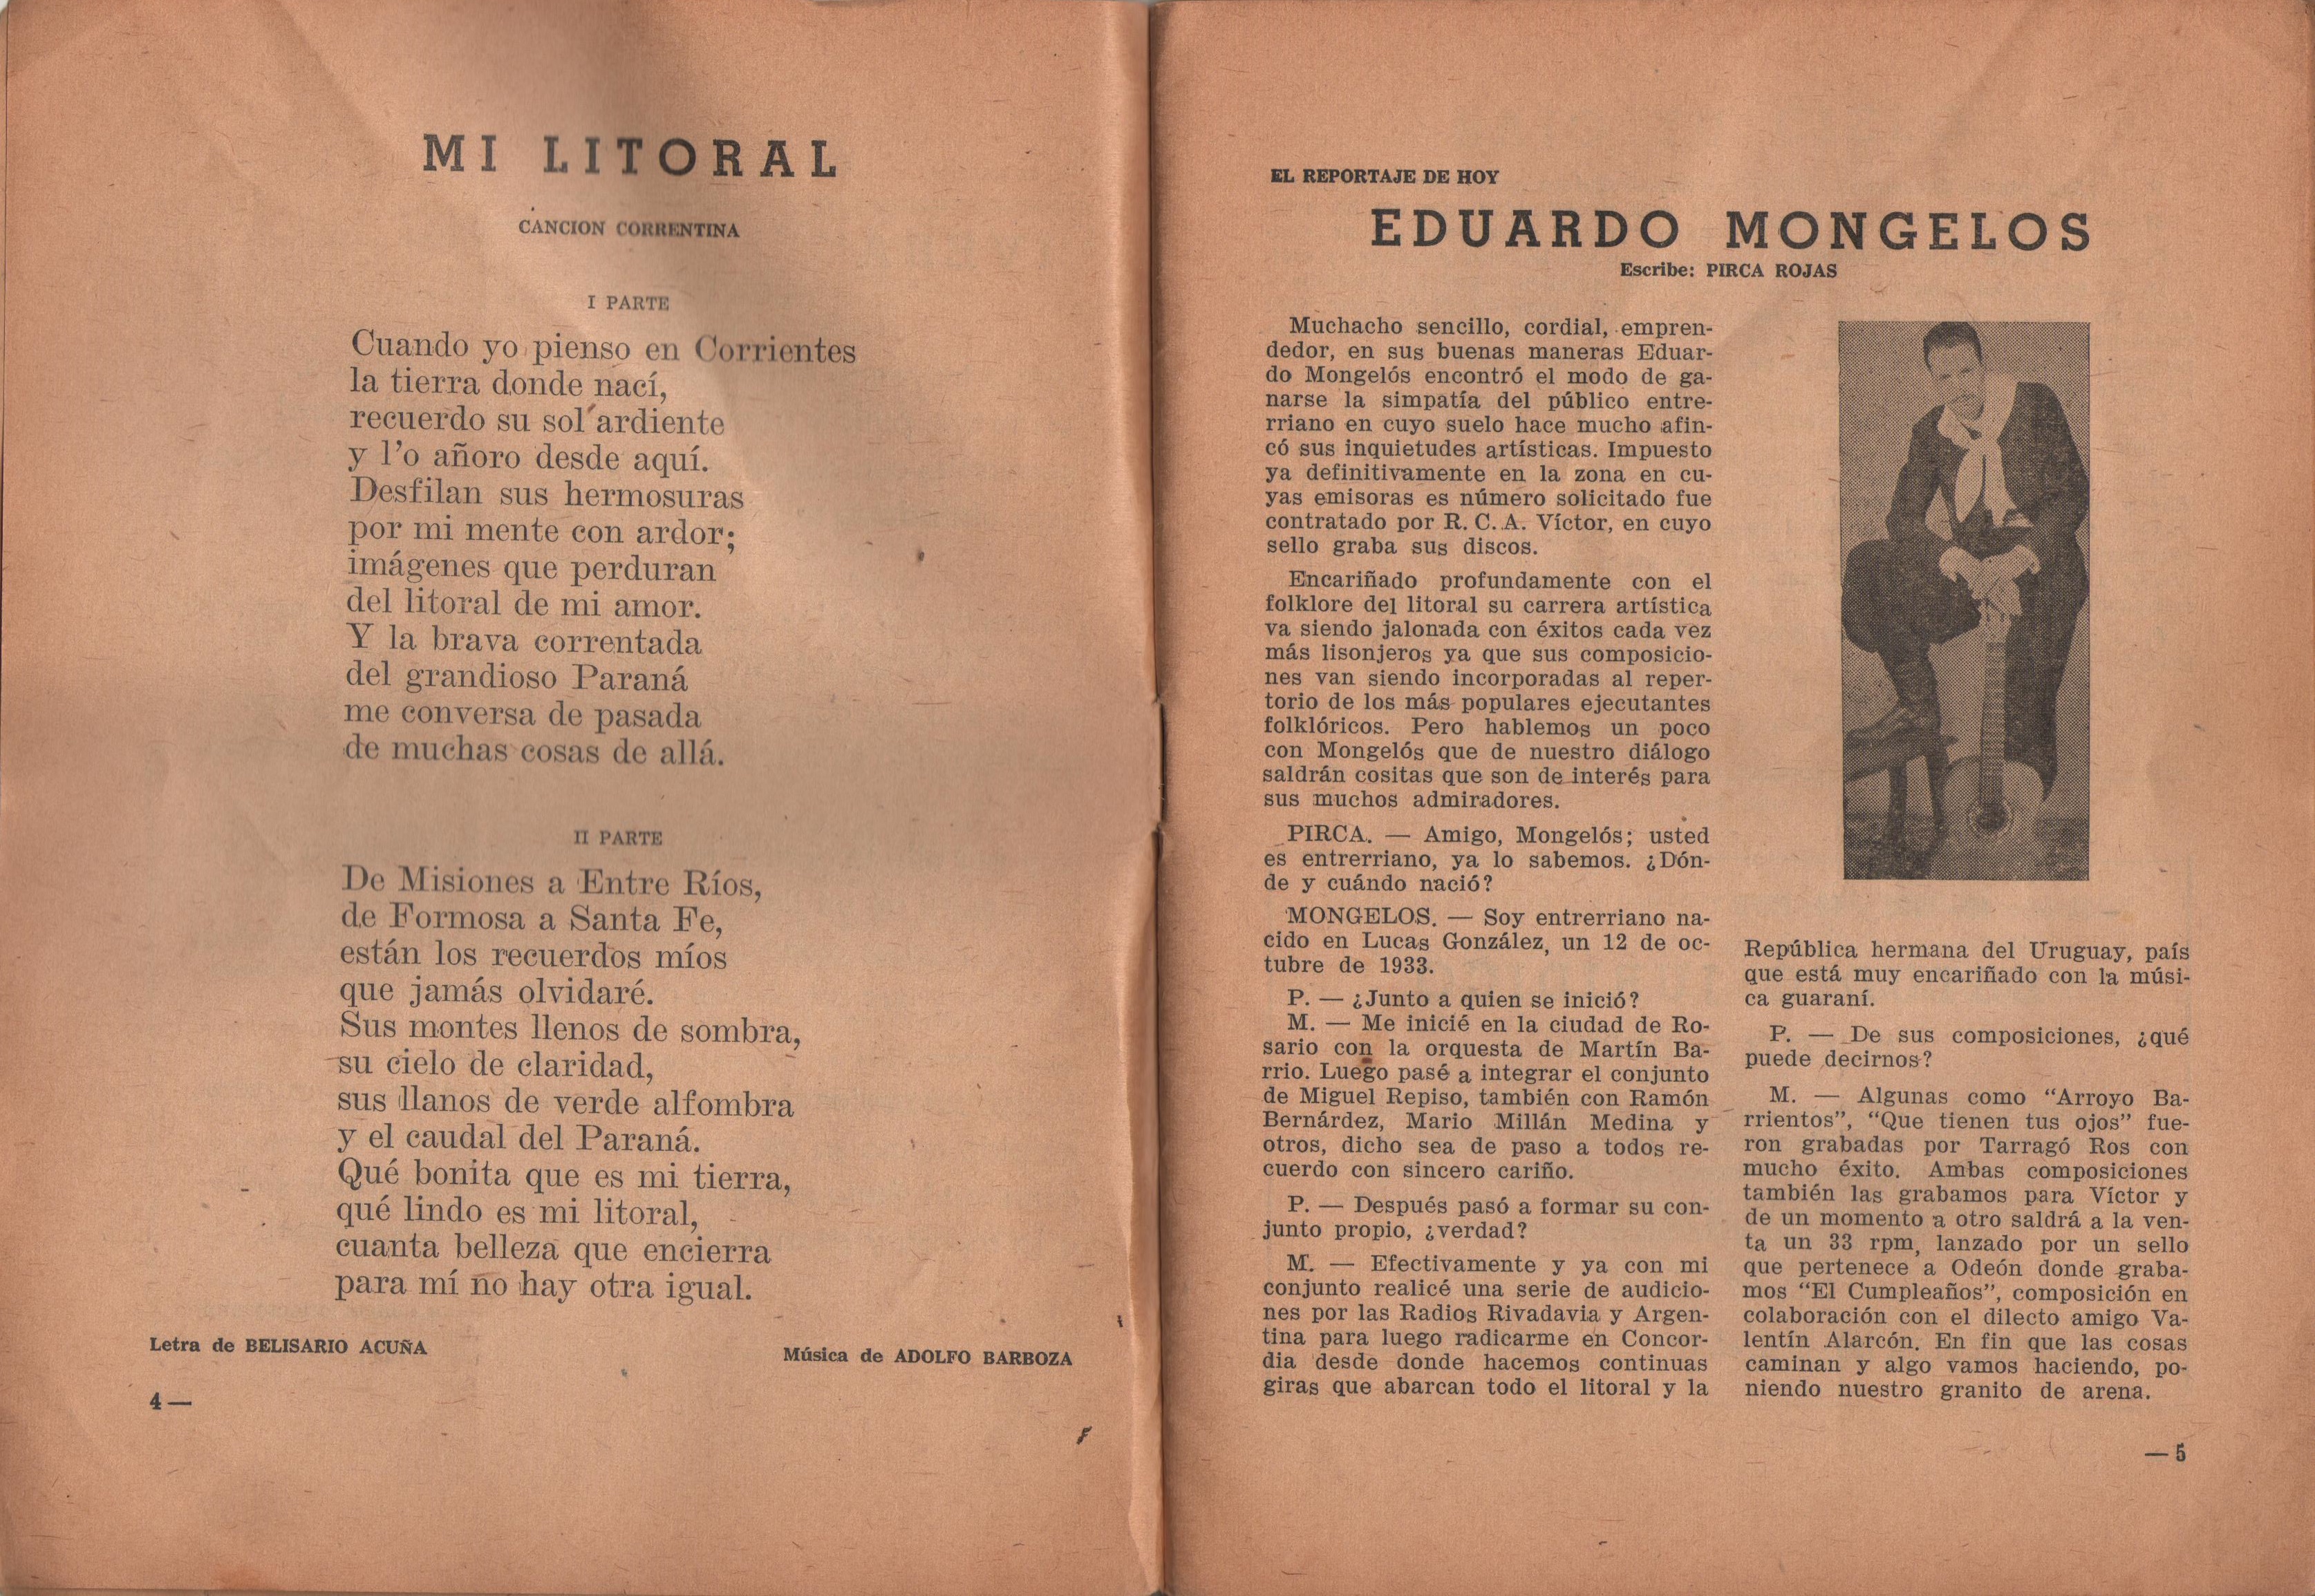 MI LITORAL
CANCION CORRENTINA
I PARTE
Cuando yo pienso en Corrientes
la tierra donde nací,
recuerdo su sol ardiente
y l'o añoro desde aquí.
Desfilan sus hermosuras
por mi mente con ardor;
imágenes que perduran
del litoral de mi amor.
Y la brava correntada
del grandioso Paraná
me conversa de pasada
de muchas cosas de allá.
II PARTE
De Misiones a Entre Ríos,
de Formosa a Santa Fe,
están los recuerdos míos
que jamás olvidaré.
Sus montes llenos de sombra,
su cielo de claridad,
sus llanos de verde alfombra
y el caudal del Paraná.
Qué bonita que es mi tierra,
qué lindo es mi litoral,
cuanta belleza que encierra
para mí no hay otra igual.
Letra de BELISARIO ACUÑA
Música de ADOLFO BARBOZA
4 —
EL REPORTAJE DE HOY
EDUARDO MONGELOS
Escribe: PIRCA ROJAS
Muchacho sencillo, cordial, empren-
dedor, en sus buenas maneras Eduar-
do Mongelós encontró el modo de ga-
narse la simpatía del público entre-
rriano en cuyo suelo hace mucho afin-
có sus inquietudes artísticas. Impuesto
ya definitivamente en la zona en cu-
yas emisoras es número solicitado fue
contratado por R. C. A. Víctor, en cuyo
sello graba sus discos.
Encariñado profundamente con el
folklore del litoral su carrera artística
va siendo jalonada con éxitos cada vez
más lisonjeros ya que sus composicio-
nes van siendo incorporadas al reper-
torio de los más populares ejecutantes
folklóricos. Pero hablemos un poco
con Mongelós que de nuestro diálogo
saldrán cositas que son de interés para
sus muchos admiradores.
PIRCA. — Amigo, Mongelós; usted
es entrerriano, ya lo sabemos. ¿Dón-
de y cuándo nació?
MONGELOS. — Soy entrerriano na-
cido en Lucas González, un 12 de oc-
tubre de 1933.
P. — ¿Junto a quien se inició?
M. — Me inicié en la ciudad de Ro-
sario con la orquesta de Martín Ba-
rrio. Luego pasé a integrar el conjunto
de Miguel Repiso, también con Ramón
Bernárdez, Mario Millán Medina y
otros, dicho sea de paso a todos re-
cuerdo con sincero cariño.
P. — Después pasó a formar su con-
junto propio, ¿verdad?
M. — Efectivamente y ya con mi
conjunto realicé una serie de audicio-
nes por las Radios Rivadavia y Argen-
tina para luego radicarme en Concor-
dia desde donde hacemos continuas
giras que abarcan todo el litoral y la
República hermana del Uruguay, país
que está muy encariñado con la músi-
ca guaraní.
P. — De sus composiciones, ¿qué
puede decirnos?
M. — Algunas como "Arroyo Ba-
rrientos", "Que tienen tus ojos" fue-
ron grabadas por Tarragó Ros con
mucho éxito. Ambas composiciones
también las grabamos para Víctor y
de un momento a otro saldrá a la ven-
ta un 33 rpm, lanzado por un sello
que pertenece a Odeón donde graba-
mos "El Cumpleaños", composición en
colaboración con el dilecto amigo Va-
lentín Alarcón. En fin que las cosas
caminan y algo vamos haciendo, po-
niendo nuestro granito de arena.
— 5